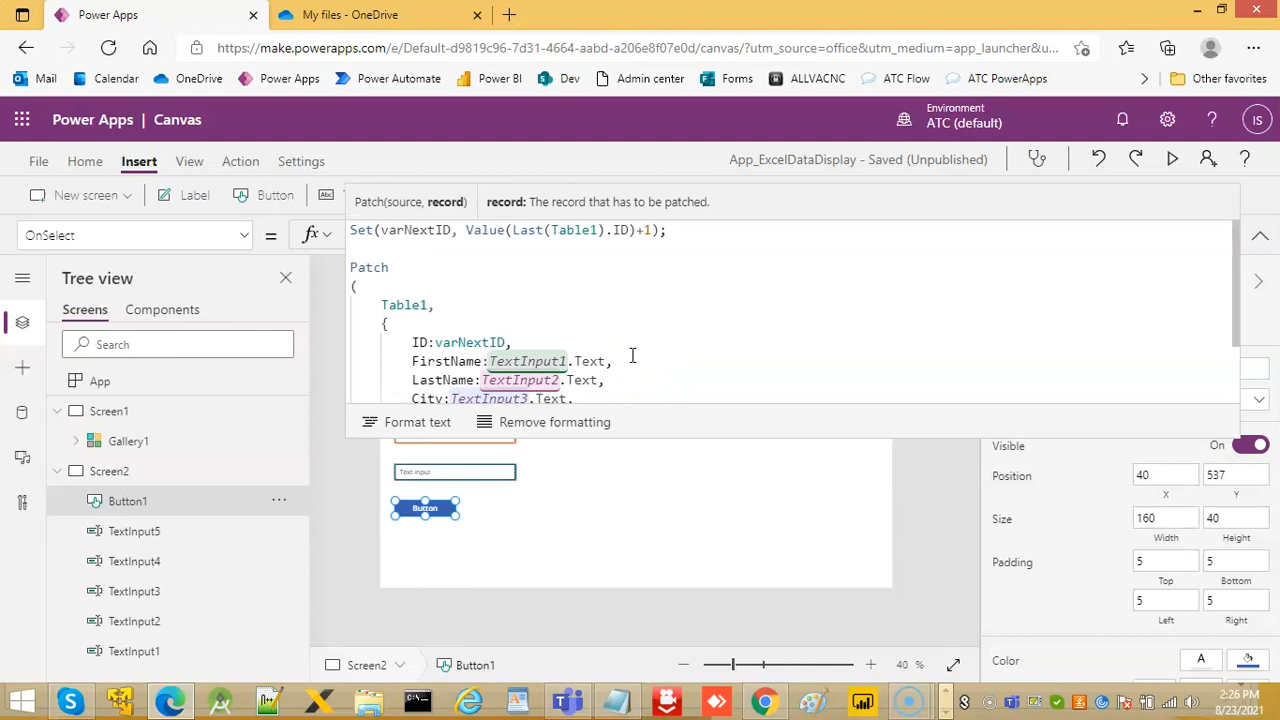 Power Apps
My files - OneDrive
https://make.powerapps.com/e/Default-d9819c96-7d31-4464-aabd-a206e8f07e0d/canvas/?utm_source=office&utm_medium=app_launcher&u...
Mail
Calendar
OneDrive
Power Apps
Power Automate
Power BI
Dev
Admin center
Forms
ALLVACNC
ATC Flow
ATC PowerApps
Other favorites
Power Apps | Canvas
Environment
ATC (default)
IS
File
Home
Insert
View
Action
Settings
App_ExcelDataDisplay - Saved (Unpublished)
New screen
Label
Button
Abc
Patch(source, record)
record: The record that has to be patched.
OnSelect
=
fx
Set(varNextID, Value(Last(Table1).ID)+1);
Patch
(
Table1,
{
ID:varNextID,
FirstName:TextInput1.Text,
LastName:TextInput2.Text,
City:TextInput3.Text,
Format text
Remove formatting
Tree view
Screens
Components
Search
App
Screen1
Gallery1
Screen2
Button1
TextInput5
TextInput4
TextInput3
TextInput2
TextInput1
Text input
Button
Visible
On
Position
40
537
X
Y
Size
160
40
Width
Height
Padding
5
5
Top
Bottom
5
5
Left
Right
Color
A
Screen2
Button1
40 %
2:26 PM
8/23/2021